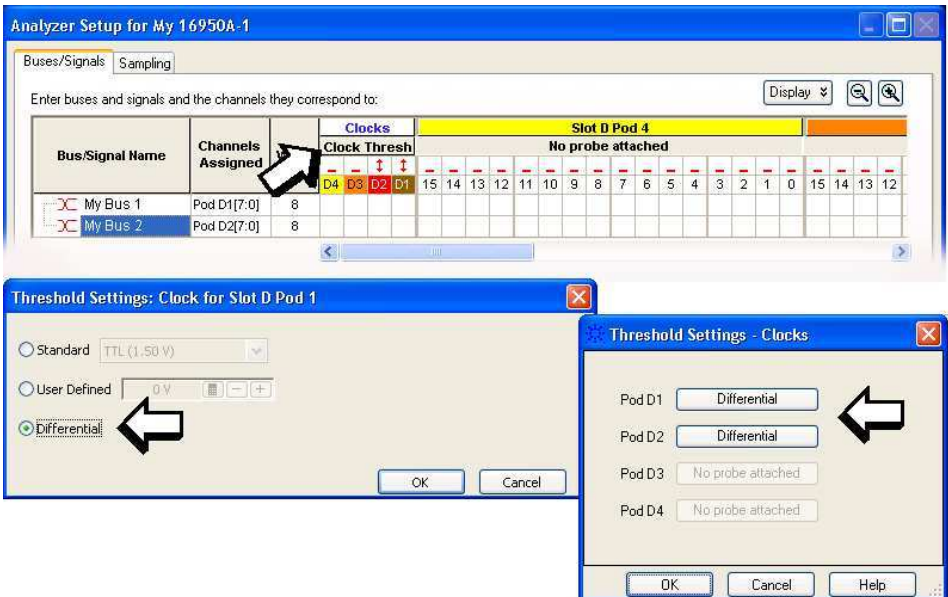 Analyzer Setup for My 16950A-1
Buses/Signals Sampling
Enter buses and signals and the channels they correspond to:
Display
Clocks Slot D Pod 4
Bus/Signal Name Channels Assigned Clock Thresh No probe attached
D4 D3 D2 D1 15 14 13 12 11 10 9 8 7 6 5 4 3 2 1 0 15 14 13 12
My Bus 1 Pod D1[7:0] 8
My Bus 2 Pod D2[7:0] 8
Threshold Settings: Clock for Slot D Pod 1
Standard TTL (1.50 V)
User Defined 0 V
Differential
OK Cancel
Threshold Settings - Clocks
Pod D1 Differential
Pod D2 Differential
Pod D3 No probe attached
Pod D4 No probe attached
OK Cancel Help